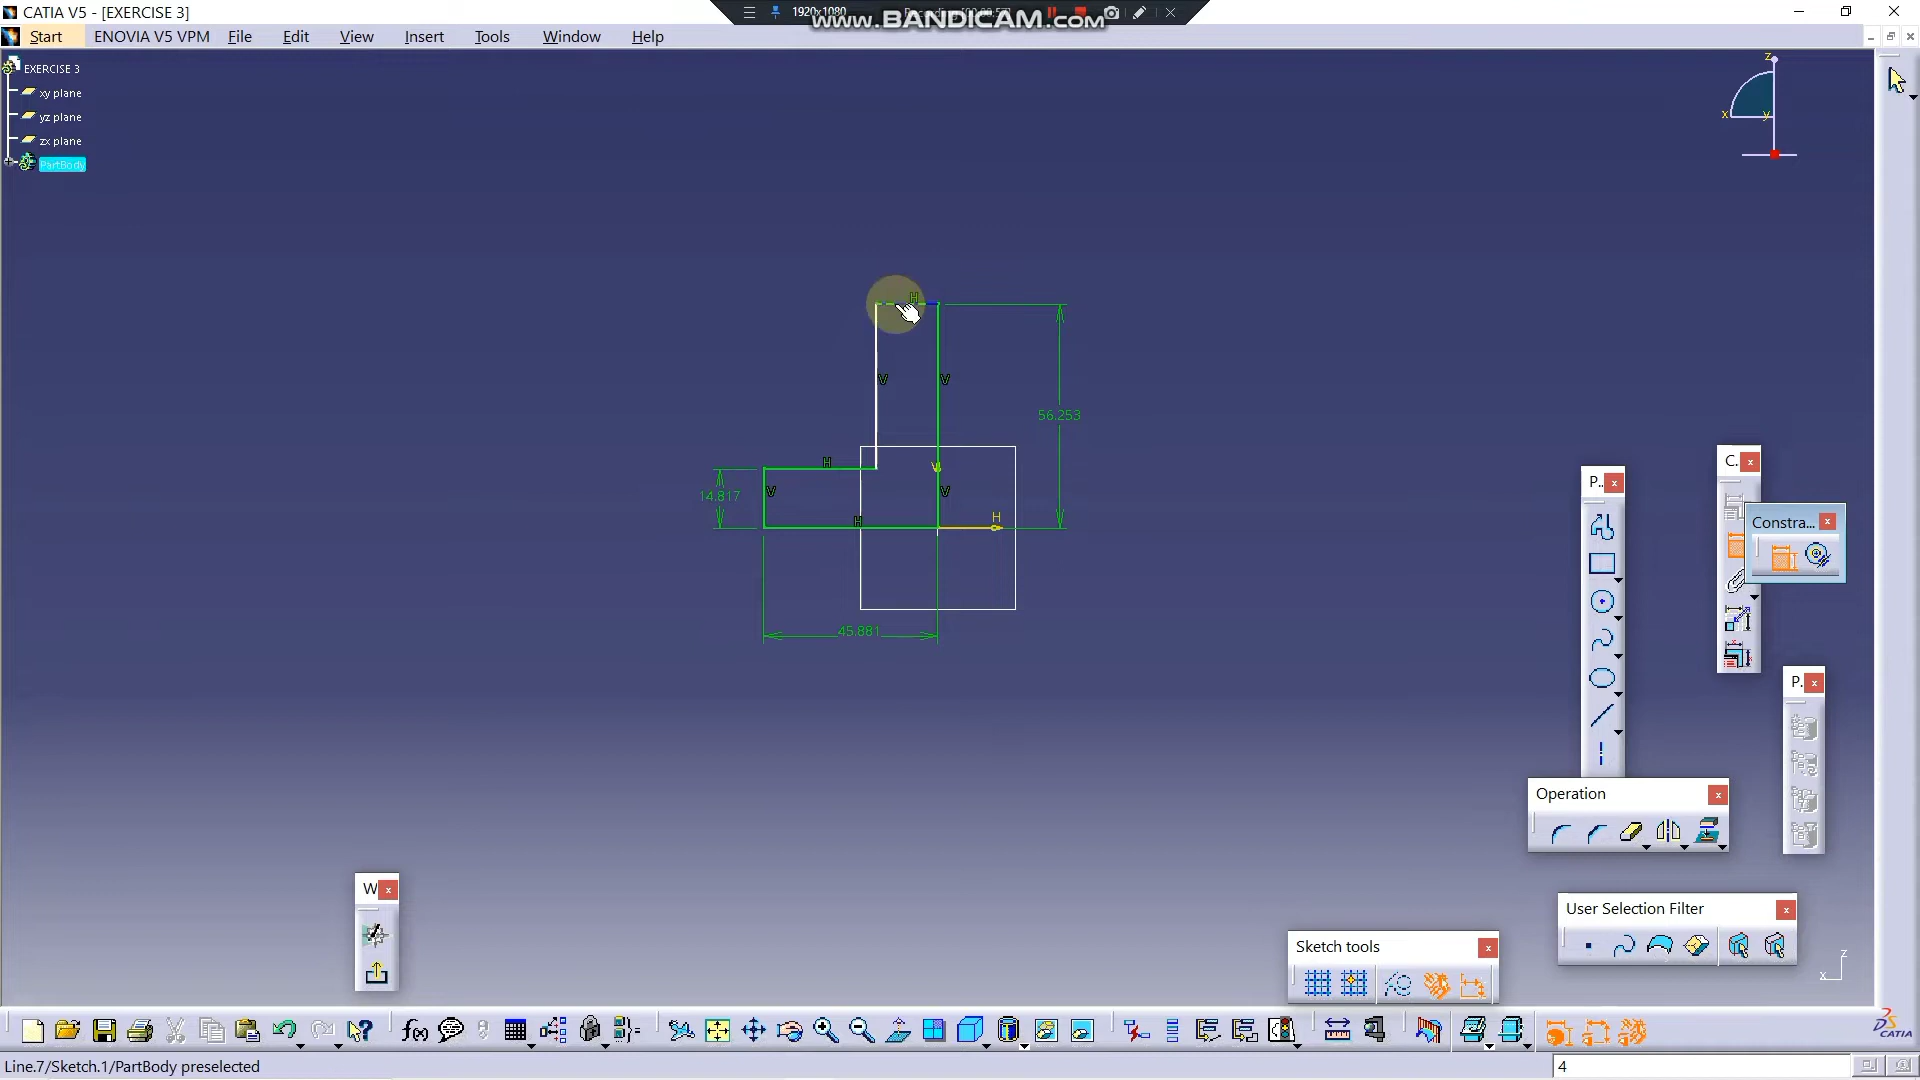 CATIA V5 - [EXERCISE 3]
1920x1080
www.BANDICAM.com
Start
ENOVIA V5 VPM
File
Edit
View
Insert
Tools
Window
Help
EXERCISE 3
xy plane
yz plane
zx plane
PartBody
z
x
y
H
V
V
56.253
H
V
14.817
V
V
H
H
45.881
P..
C.
Constra...
P.
Operation
User Selection Filter
W
Sketch tools
z
x
f(x)
CATIA
Line.7/Sketch.1/PartBody preselected
4